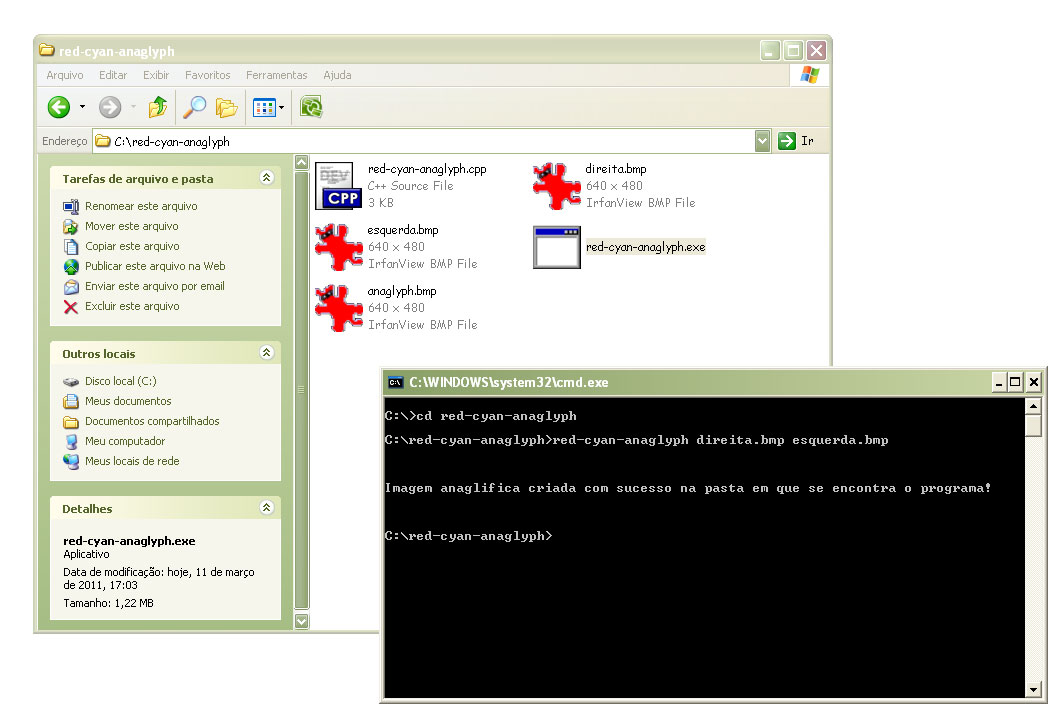 red-cyan-anaglyph
Arquivo Editar Exibir Favoritos Ferramentas Ajuda
Endereço C:\red-cyan-anaglyph Ir
Tarefas de arquivo e pasta
Renomear este arquivo
Mover este arquivo
Copiar este arquivo
Publicar este arquivo na Web
Enviar este arquivo por email
Excluir este arquivo
Outros locais
Disco local (C:)
Meus documentos
Documentos compartilhados
Meu computador
Meus locais de rede
Detalhes
red-cyan-anaglyph.exe
Aplicativo
Data de modificação: hoje, 11 de março
de 2011, 17:03
Tamanho: 1,22 MB
DEV
CPP
red-cyan-anaglyph.cpp
C++ Source File
3 KB
direita.bmp
640 x 480
IrfanView BMP File
esquerda.bmp
640 x 480
IrfanView BMP File
red-cyan-anaglyph.exe
anaglyph.bmp
640 x 480
IrfanView BMP File
C:\WINDOWS\system32\cmd.exe
C:\>cd red-cyan-anaglyph
C:\red-cyan-anaglyph>red-cyan-anaglyph direita.bmp esquerda.bmp
Imagem anaglifica criada com sucesso na pasta em que se encontra o programa!
C:\red-cyan-anaglyph>